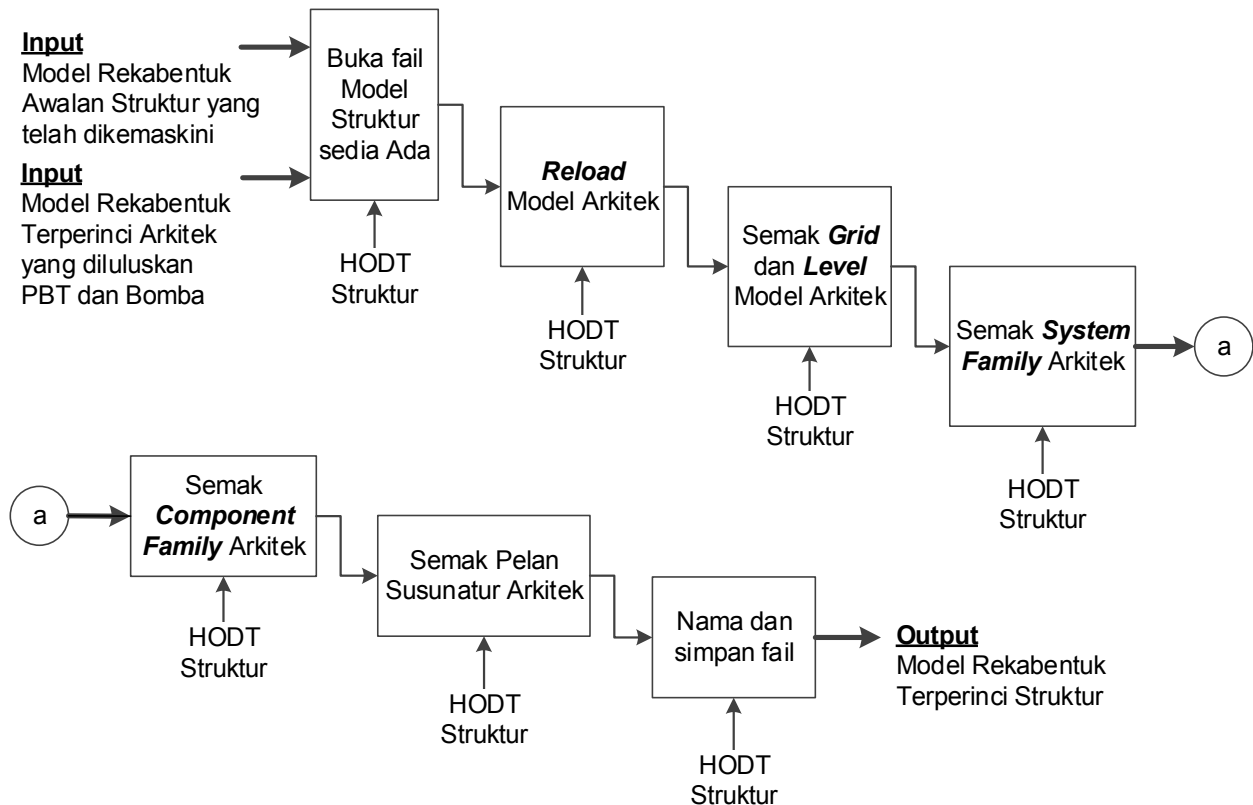 Input
Model Rekabentuk
Awalan Struktur yang
telah dikemaskini
Input
Model Rekabentuk
Terperinci Arkitek
yang diluluskan
PBT dan Bomba
Buka fail
Model
Struktur
sedia Ada
HODT
Struktur
Reload
Model Arkitek
HODT
Struktur
Semak Grid
dan Level
Model Arkitek
HODT
Struktur
Semak System
Family Arkitek
HODT
Struktur
a
a
Semak
Component
Family Arkitek
HODT
Struktur
Semak Pelan
Susunatur Arkitek
HODT
Struktur
Nama dan
simpan fail
HODT
Struktur
Output
Model Rekabentuk
Terperinci Struktur